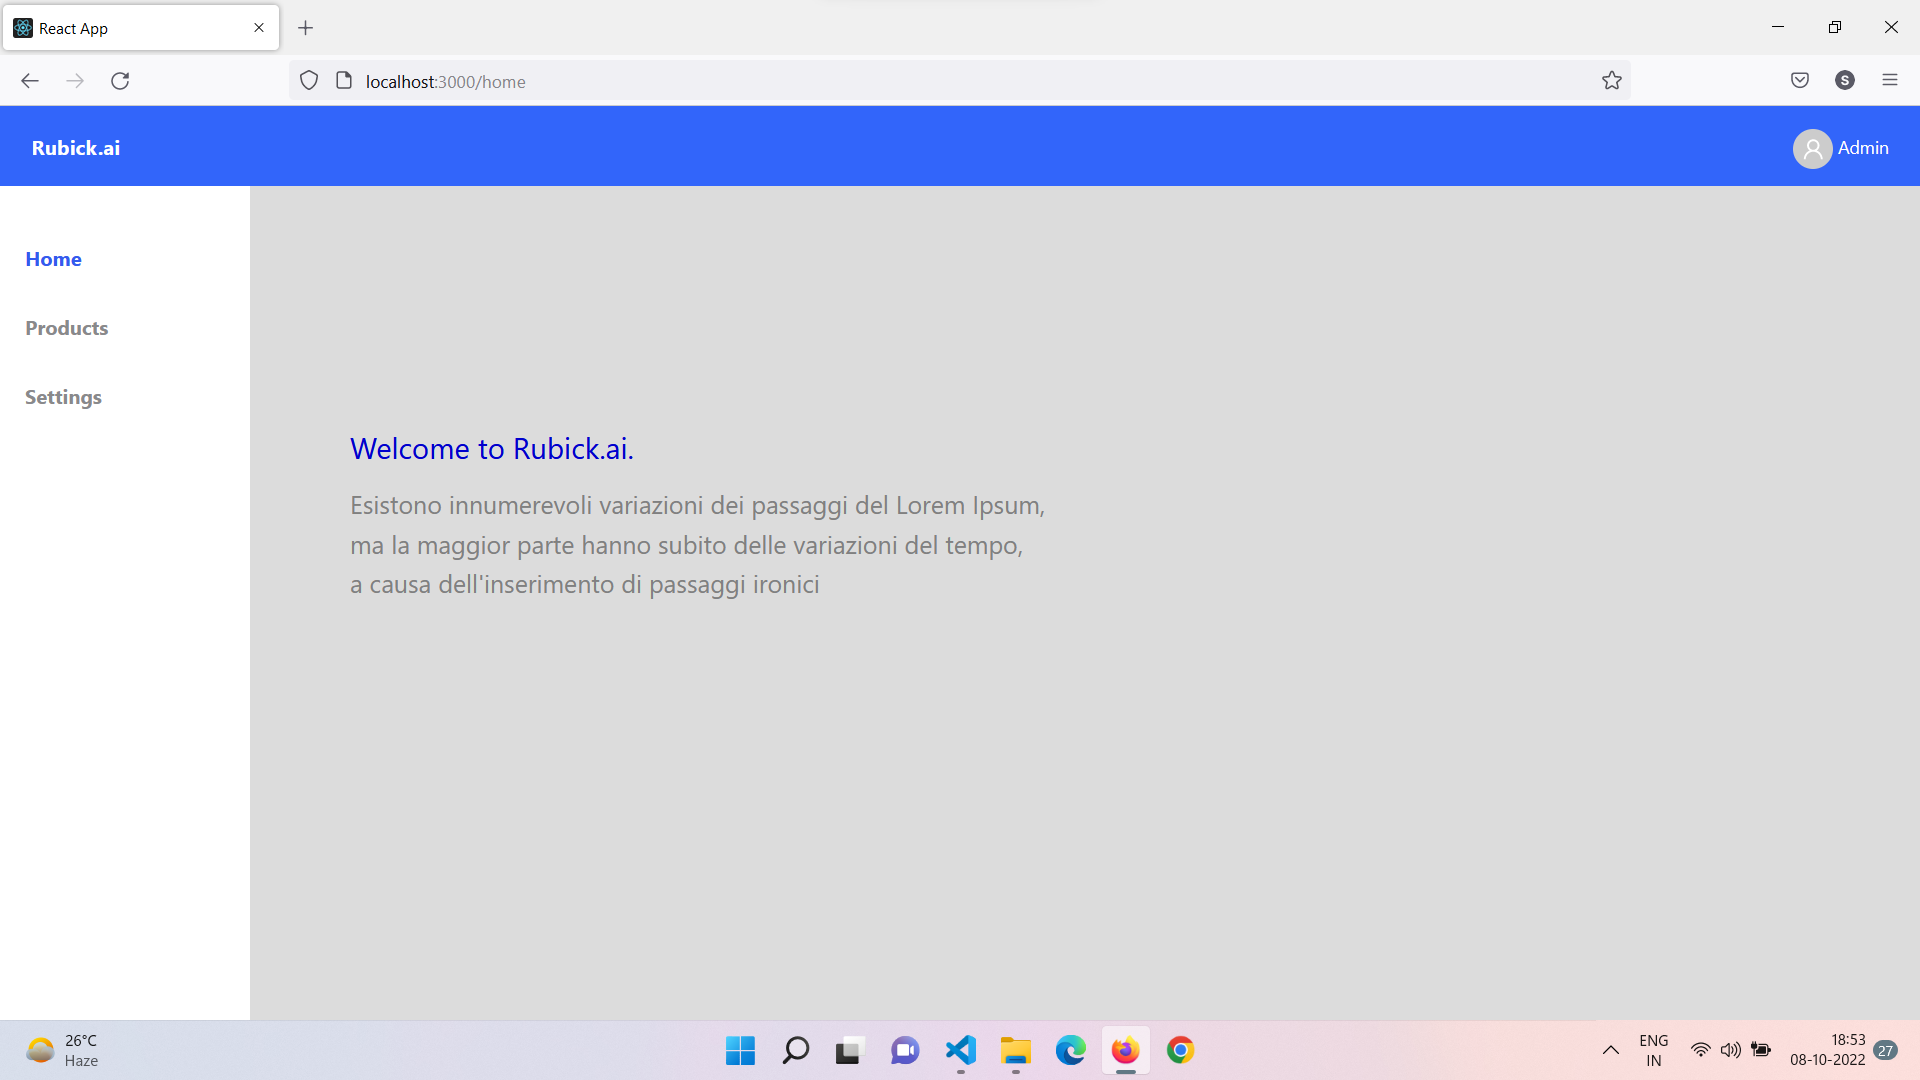 React App
localhost:3000/home
S
Rubick.ai
Admin
Home
Products
Settings
Welcome to Rubick.ai.
Esistono innumerevoli variazioni dei passaggi del Lorem Ipsum,
ma la maggior parte hanno subito delle variazioni del tempo,
a causa dell'inserimento di passaggi ironici
26°C
Haze
ENG
IN
18:53
08-10-2022
27